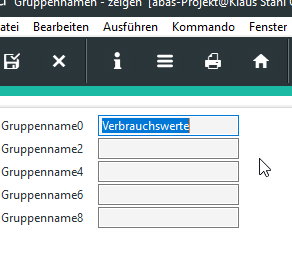 Gruppennamen - zeigen [abas-Projekt@Klaus Stahl
atei Bearbeiten Ausführen Kommando Fenster
Gruppenname0 Verbrauchswerte
Gruppenname2
Gruppenname4
Gruppenname6
Gruppenname8